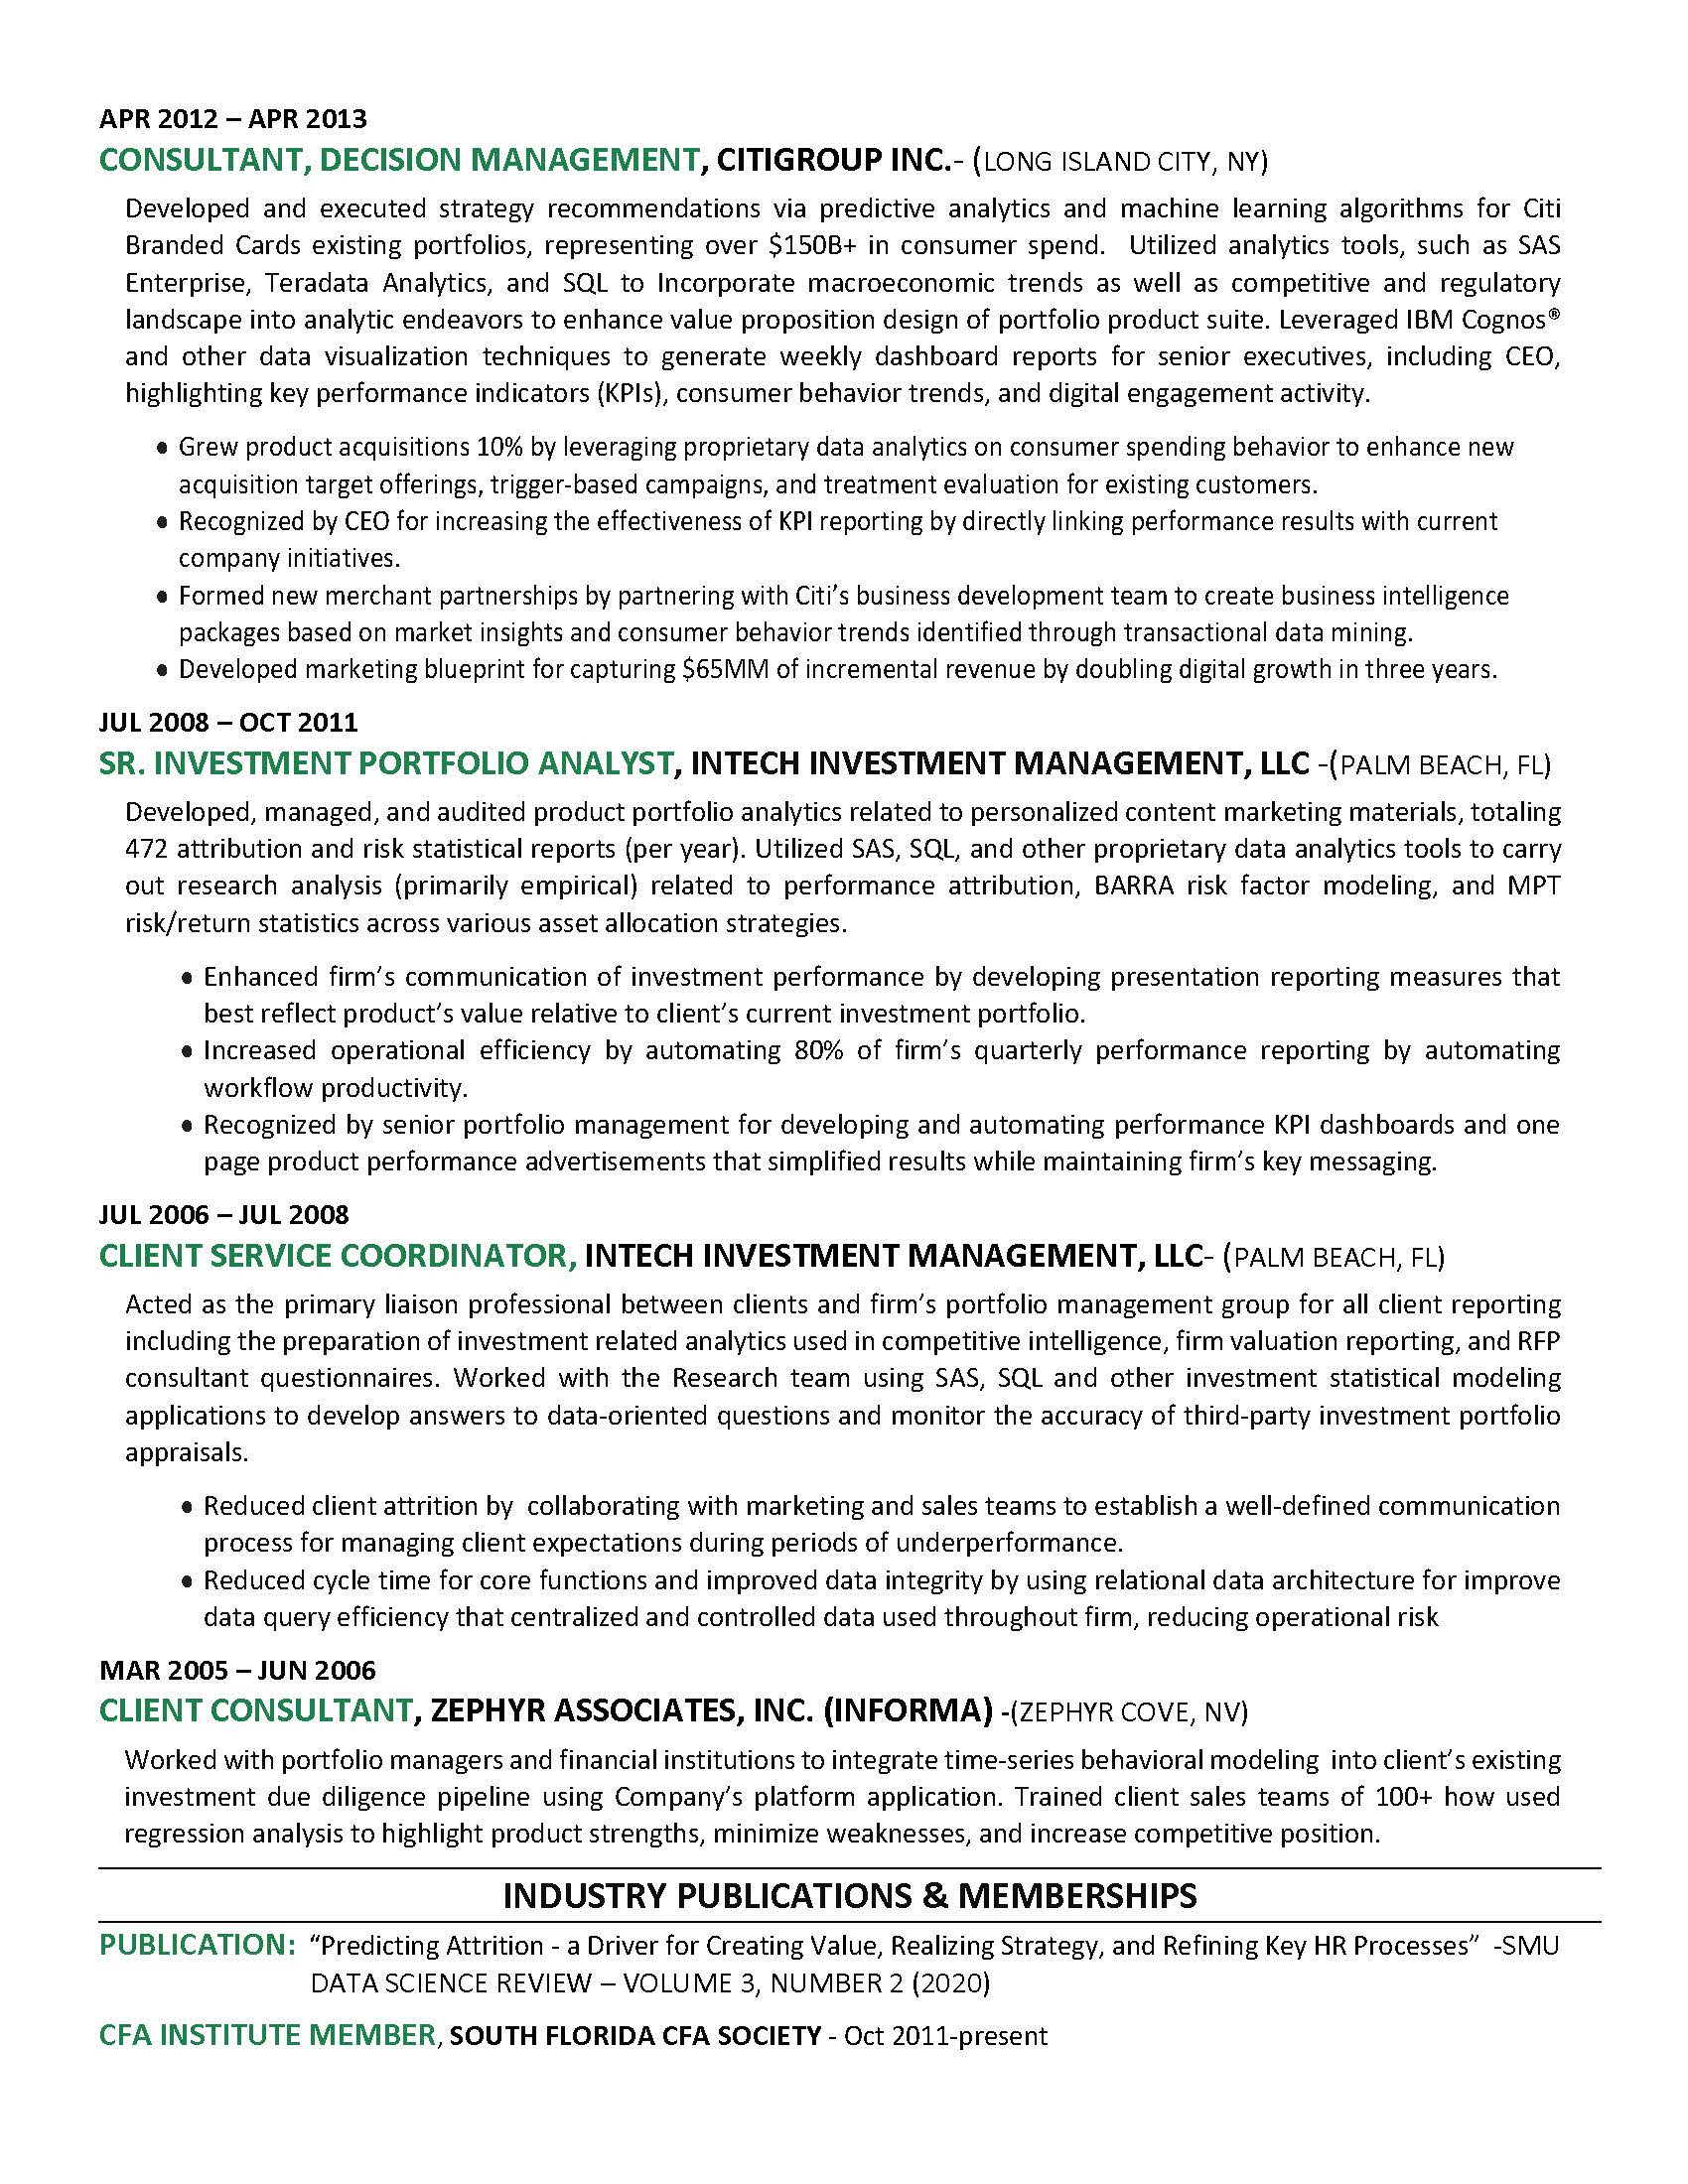 APR 2012 – APR 2013
CONSULTANT, DECISION MANAGEMENT, CITIGROUP INC.- (LONG ISLAND CITY, NY)
Developed and executed strategy recommendations via predictive analytics and machine learning algorithms for Citi
Branded Cards existing portfolios, representing over $150B+ in consumer spend.  Utilized analytics tools, such as SAS
Enterprise, Teradata Analytics, and SQL to Incorporate macroeconomic trends as well as competitive and regulatory
landscape into analytic endeavors to enhance value proposition design of portfolio product suite. Leveraged IBM Cognos®
and other data visualization techniques to generate weekly dashboard reports for senior executives, including CEO,
highlighting key performance indicators (KPIs), consumer behavior trends, and digital engagement activity.
• Grew product acquisitions 10% by leveraging proprietary data analytics on consumer spending behavior to enhance new
acquisition target offerings, trigger-based campaigns, and treatment evaluation for existing customers.
• Recognized by CEO for increasing the effectiveness of KPI reporting by directly linking performance results with current
company initiatives.
• Formed new merchant partnerships by partnering with Citi’s business development team to create business intelligence
packages based on market insights and consumer behavior trends identified through transactional data mining.
• Developed marketing blueprint for capturing $65MM of incremental revenue by doubling digital growth in three years.
JUL 2008 – OCT 2011
SR. INVESTMENT PORTFOLIO ANALYST, INTECH INVESTMENT MANAGEMENT, LLC -(PALM BEACH, FL)
Developed, managed, and audited product portfolio analytics related to personalized content marketing materials, totaling
472 attribution and risk statistical reports (per year). Utilized SAS, SQL, and other proprietary data analytics tools to carry
out research analysis (primarily empirical) related to performance attribution, BARRA risk factor modeling, and MPT
risk/return statistics across various asset allocation strategies.
• Enhanced firm’s communication of investment performance by developing presentation reporting measures that
best reflect product’s value relative to client’s current investment portfolio.
• Increased operational efficiency by automating 80% of firm’s quarterly performance reporting by automating
workflow productivity.
• Recognized by senior portfolio management for developing and automating performance KPI dashboards and one
page product performance advertisements that simplified results while maintaining firm’s key messaging.
JUL 2006 – JUL 2008
CLIENT SERVICE COORDINATOR, INTECH INVESTMENT MANAGEMENT, LLC- (PALM BEACH, FL)
Acted as the primary liaison professional between clients and firm’s portfolio management group for all client reporting
including the preparation of investment related analytics used in competitive intelligence, firm valuation reporting, and RFP
consultant questionnaires. Worked with the Research team using SAS, SQL and other investment statistical modeling
applications to develop answers to data-oriented questions and monitor the accuracy of third-party investment portfolio
appraisals.
• Reduced client attrition by  collaborating with marketing and sales teams to establish a well-defined communication
process for managing client expectations during periods of underperformance.
• Reduced cycle time for core functions and improved data integrity by using relational data architecture for improve
data query efficiency that centralized and controlled data used throughout firm, reducing operational risk
MAR 2005 – JUN 2006
CLIENT CONSULTANT, ZEPHYR ASSOCIATES, INC. (INFORMA) -(ZEPHYR COVE, NV)
Worked with portfolio managers and financial institutions to integrate time-series behavioral modeling  into client’s existing
investment due diligence pipeline using Company’s platform application. Trained client sales teams of 100+ how used
regression analysis to highlight product strengths, minimize weaknesses, and increase competitive position.
INDUSTRY PUBLICATIONS & MEMBERSHIPS
PUBLICATION: “Predicting Attrition - a Driver for Creating Value, Realizing Strategy, and Refining Key HR Processes”  -SMU
DATA SCIENCE REVIEW – VOLUME 3, NUMBER 2 (2020)
CFA INSTITUTE MEMBER, SOUTH FLORIDA CFA SOCIETY - Oct 2011-present